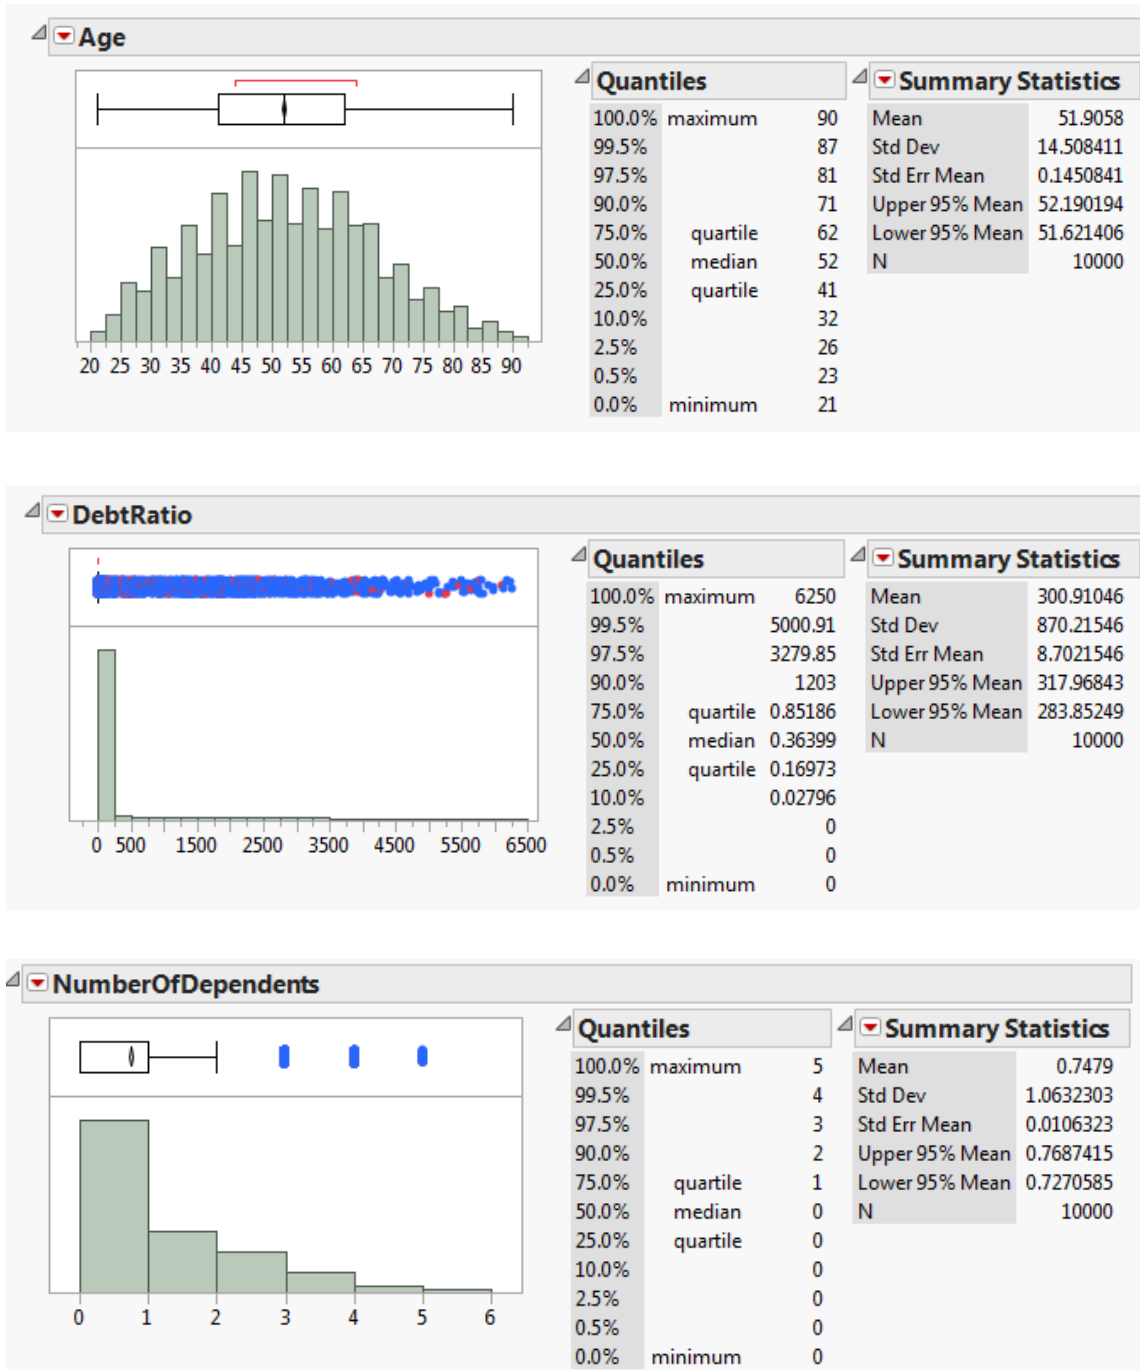 Age
Quantiles
100.0% maximum 90
99.5% 87
97.5% 81
90.0% 71
75.0% quartile 62
50.0% median 52
25.0% quartile 41
10.0% 32
2.5% 26
0.5% 23
0.0% minimum 21
Summary Statistics
Mean 51.9058
Std Dev 14.508411
Std Err Mean 0.1450841
Upper 95% Mean 52.190194
Lower 95% Mean 51.621406
N 10000
20 25 30 35 40 45 50 55 60 65 70 75 80 85 90
DebtRatio
Quantiles
100.0% maximum 6250
99.5% 5000.91
97.5% 3279.85
90.0% 1203
75.0% quartile 0.85186
50.0% median 0.36399
25.0% quartile 0.16973
10.0% 0.02796
2.5% 0
0.5% 0
0.0% minimum 0
Summary Statistics
Mean 300.91046
Std Dev 870.21546
Std Err Mean 8.7021546
Upper 95% Mean 317.96843
Lower 95% Mean 283.85249
N 10000
0 500 1500 2500 3500 4500 5500 6500
NumberOfDependents
Quantiles
100.0% maximum 5
99.5% 4
97.5% 3
90.0% 2
75.0% quartile 1
50.0% median 0
25.0% quartile 0
10.0% 0
2.5% 0
0.5% 0
0.0% minimum 0
Summary Statistics
Mean 0.7479
Std Dev 1.0632303
Std Err Mean 0.0106323
Upper 95% Mean 0.7687415
Lower 95% Mean 0.7270585
N 10000
0 1 2 3 4 5 6